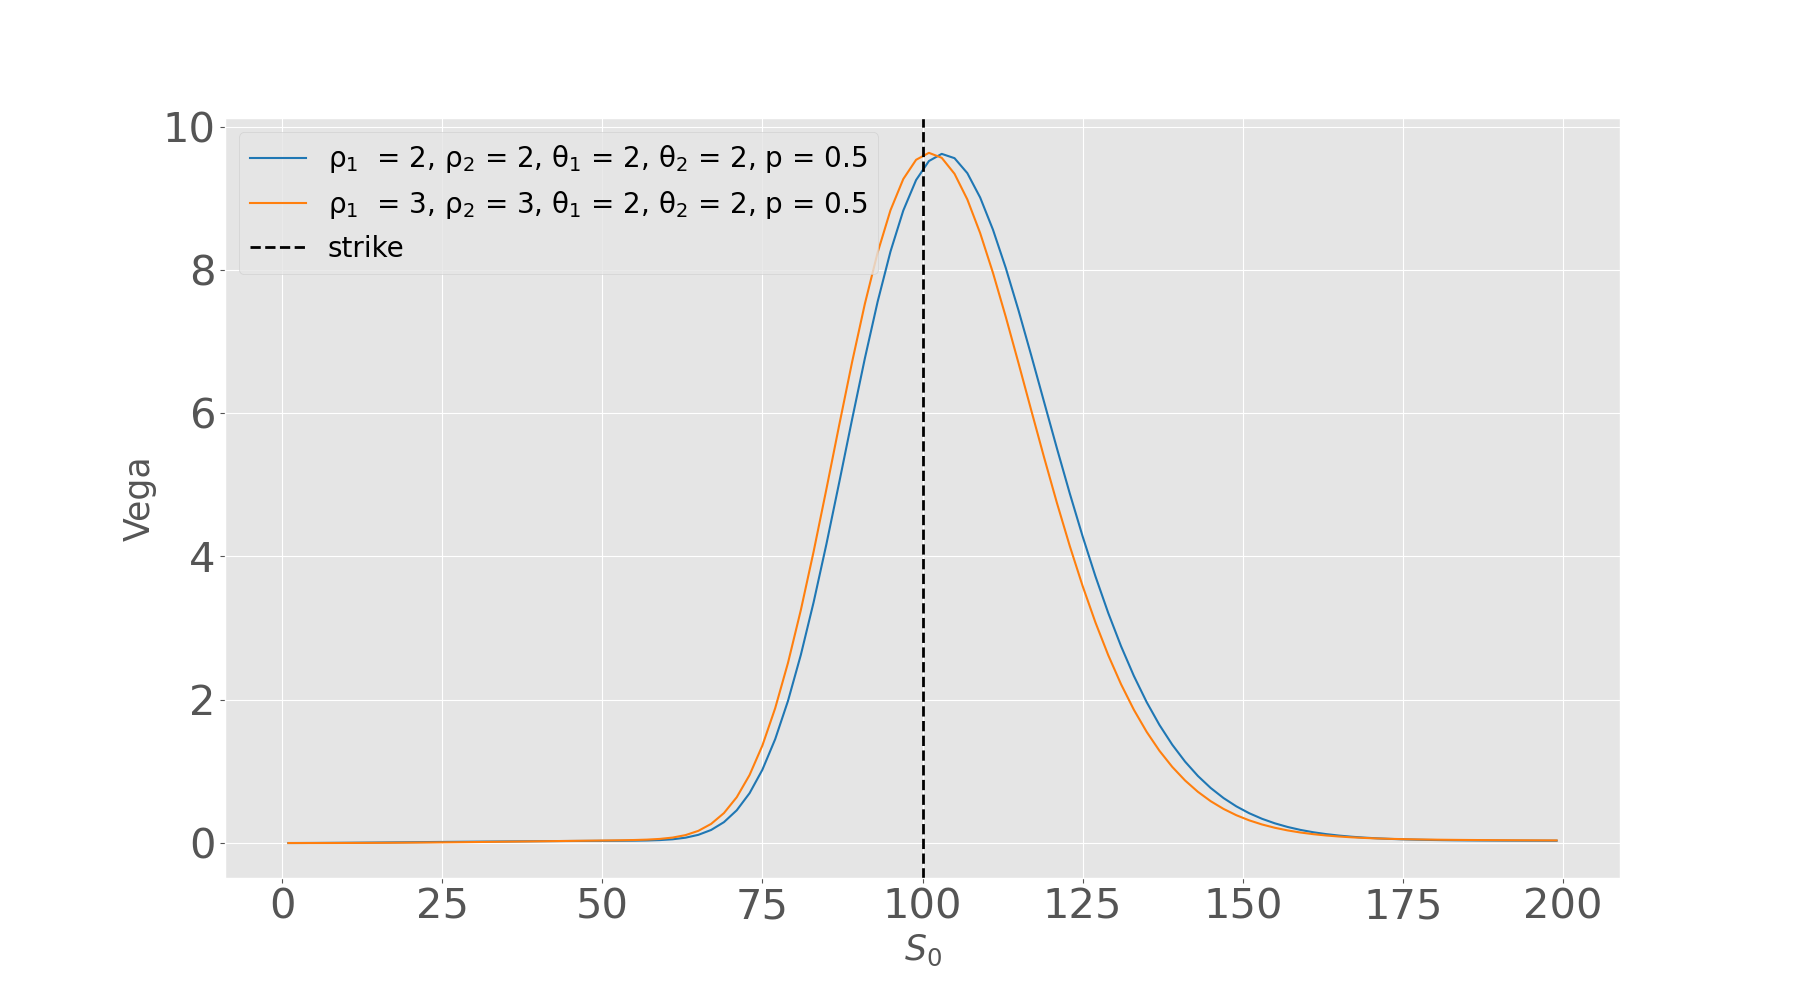 10
8
6
4
2
0
Vega
ρ₁ = 2, ρ₂ = 2, θ₁ = 2, θ₂ = 2, p = 0.5
ρ₁ = 3, ρ₂ = 3, θ₁ = 2, θ₂ = 2, p = 0.5
strike
0 25 50 75 100 125 150 175 200
S₀